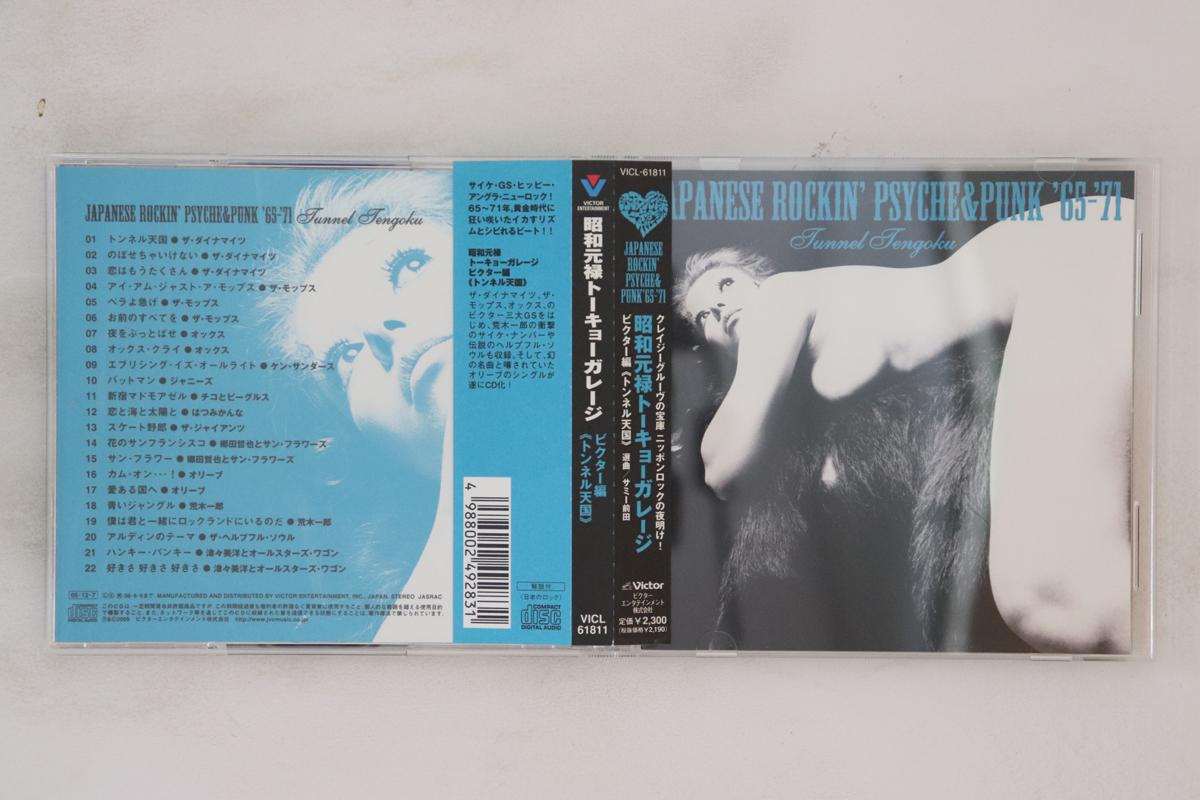 JAPANESE ROCKIN' PSYCHE&PUNK '65-'71 Tunnel Tengoku
01 トンネル天国 ● ザ・ダイナマイツ
02 のぼせちゃいけない ● ザ・ダイナマイツ
03 恋はもうたくさん ● ザ・ダイナマイツ
04 アイ・アム・ジャスト・ア・モップス ● ザ・モップス
05 ベラよ急げ ● ザ・モップス
06 お前のすべてを ● ザ・モップス
07 夜をぶっとばせ ● オックス
08 オックス・クライ ● オックス
09 エブリシング・イズ・オールライト ● ケン・サンダース
10 バットマン ● ジャニーズ
11 新宿マドモアゼル ● チコとビーグルス
12 恋と海と太陽と ● はつみかんな
13 スケート野郎 ● ザ・ジャイアンツ
14 花のサンフランシスコ ● 郷田哲也とサン・フラワーズ
15 サン・フラワー ● 郷田哲也とサン・フラワーズ
16 カム・オン・・・! ● オリーブ
17 愛ある国へ ● オリーブ
18 青いジャングル ● 荒木一郎
19 僕は君と一緒にロックランドにいるのだ ● 荒木一郎
20 アルディンのテーマ ● ザ・ヘルプフル・ソウル
21 ハンキー・パンキー ● 津々美洋とオールスターズ・ワゴン
22 好きさ 好きさ 好きさ ● 津々美洋とオールスターズ・ワゴン
MANUFACTURED AND DISTRIBUTED BY VICTOR ENTERTAINMENT, INC., JAPAN. STEREO JASRAC
ビクターエンタテインメント株式会社 http://www.jvcmusic.co.jp
サイケ・GS・ヒッピー・
アングラ・ニューロック!
65〜71年、黄金時代に
狂い咲いたイカすリズ
ムとシビれるビート!!
昭和元禄
トーキョーガレージ
ビクター編
《トンネル天国》
ザ・ダイナマイツ、ザ・
モップス、オックス、の
ビクター三大GSをは
じめ、荒木一郎の衝撃
のサイケ・ナンバーや
伝説のヘルプフル・ソ
ウルも収録。そして、幻
の名曲と噂されていた
オリーブのシングルが
遂にCD化!
4 988002 492831
解説付
(日本のロック)
COMPACT
disc
DIGITAL AUDIO
VICTOR
ENTERTAINMENT
昭和元禄トーキョーガレージ
ビクター編
《トンネル天国》
VICL
61811
VICL-61811
JAPANESE
ROCKIN'
PSYCHE&
PUNK '65-'71
クレイジーグルーヴの宝庫 ニッポンロックの夜明け!
昭和元禄トーキョーガレージ
ビクター編《トンネル天国》 選曲/サミー前田
Victor
ビクター
エンタテインメント
株式会社
定価¥2,300
(税抜価格¥2,190)
JAPANESE ROCKIN' PSYCHE&PUNK '65-'71
Tunnel Tengoku